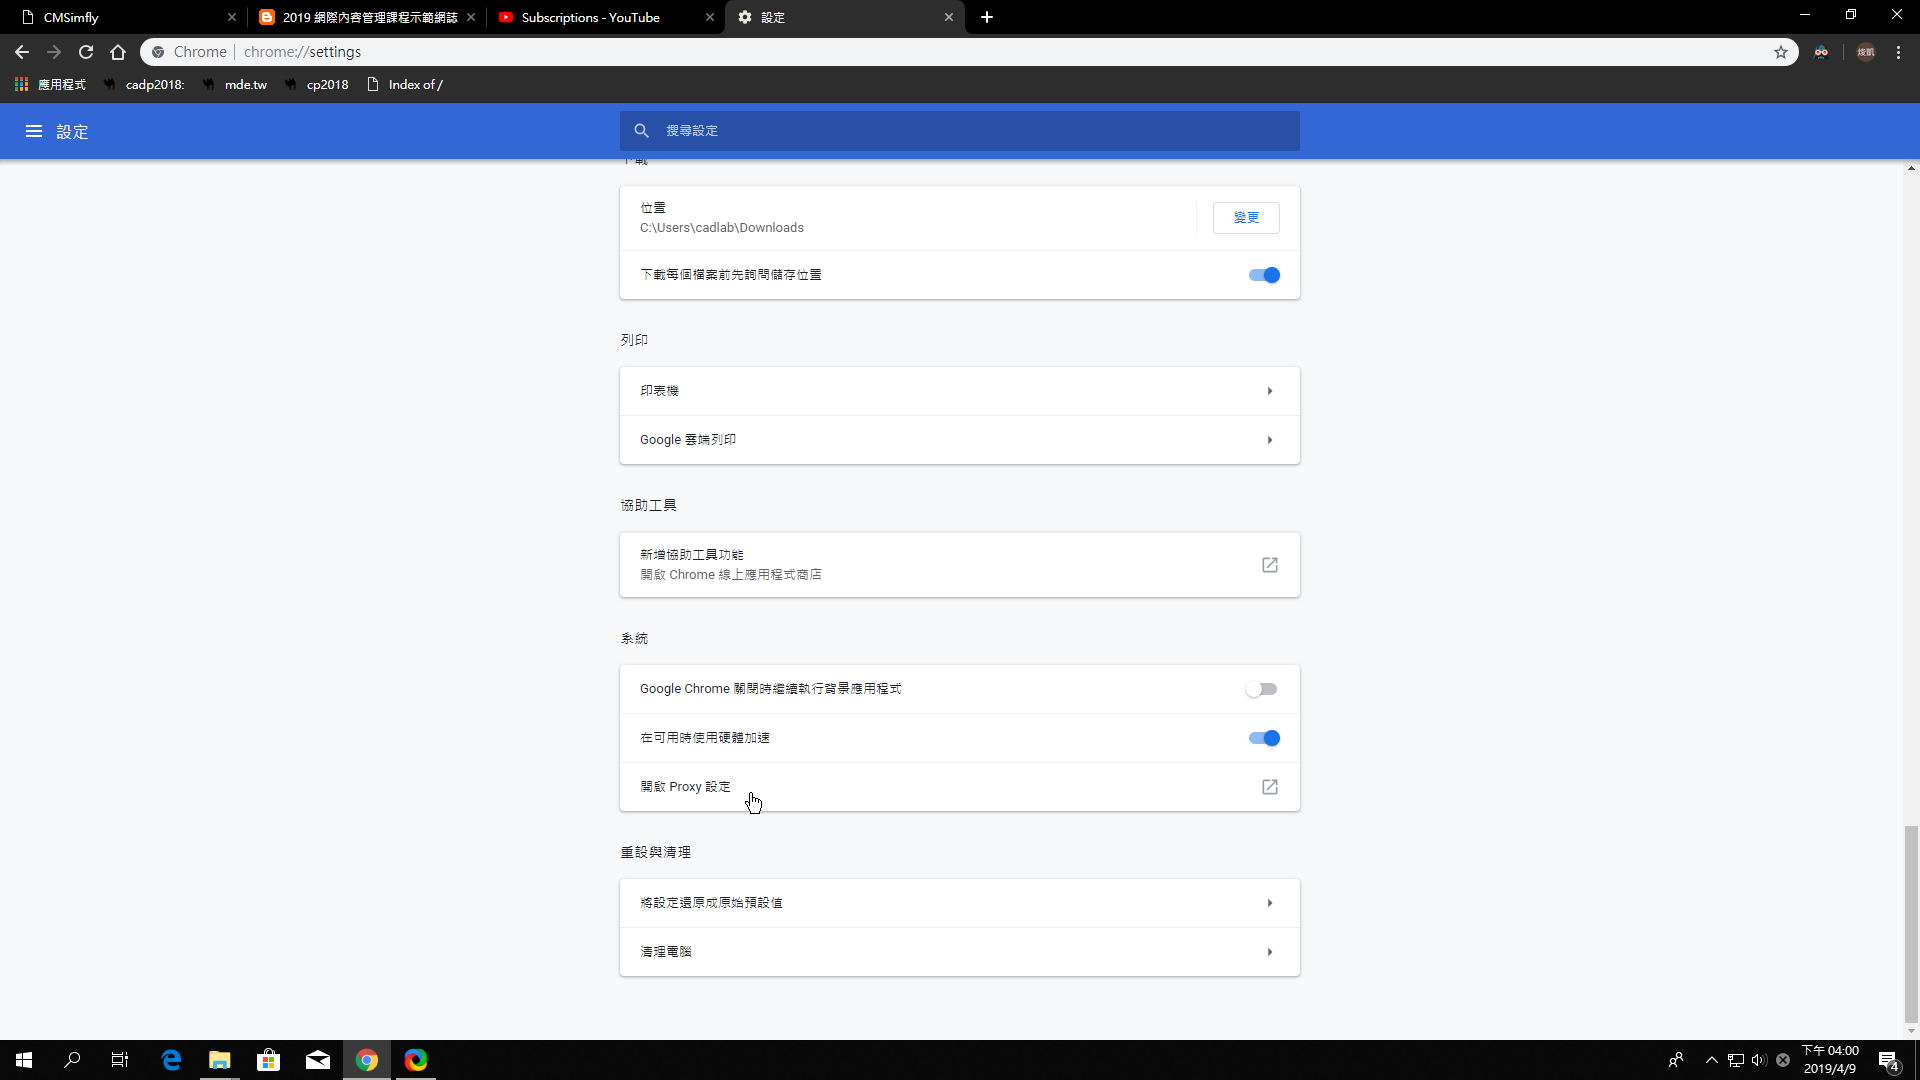 CMSimfly
2019 網際內容管理課程示範網誌
Subscriptions - YouTube
設定
Chrome
chrome://settings
應用程式
cadp2018:
mde.tw
cp2018
Index of /
設定
搜尋設定
下載
位置
C:\Users\cadlab\Downloads
變更
下載每個檔案前先詢問儲存位置
列印
印表機
Google 雲端列印
協助工具
新增協助工具功能
開啟 Chrome 線上應用程式商店
系統
Google Chrome 關閉時繼續執行背景應用程式
在可用時使用硬體加速
開啟 Proxy 設定
重設與清理
將設定還原成原始預設值
清理電腦
下午 04:00
2019/4/9
4